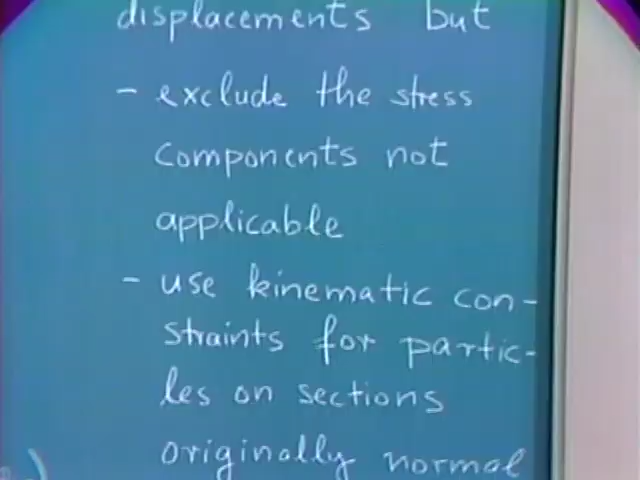 displacements but
- exclude the stress
components not
applicable
- use kinematic con-
straints for partic-
les on sections
originally normal